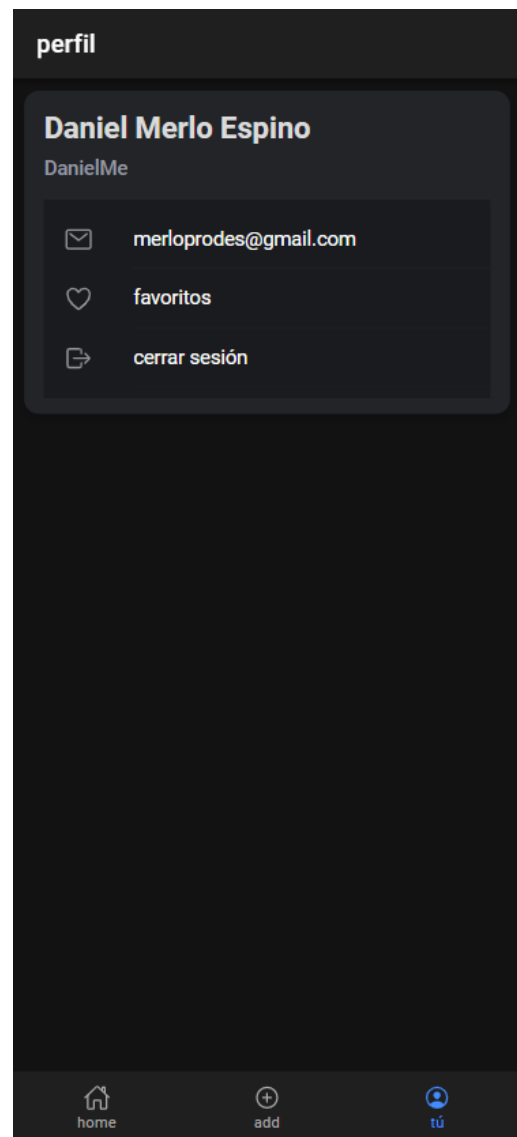 perfil
Daniel Merlo Espino
DanielMe
merloprodes@gmail.com
favoritos
cerrar sesión
home
add
tú